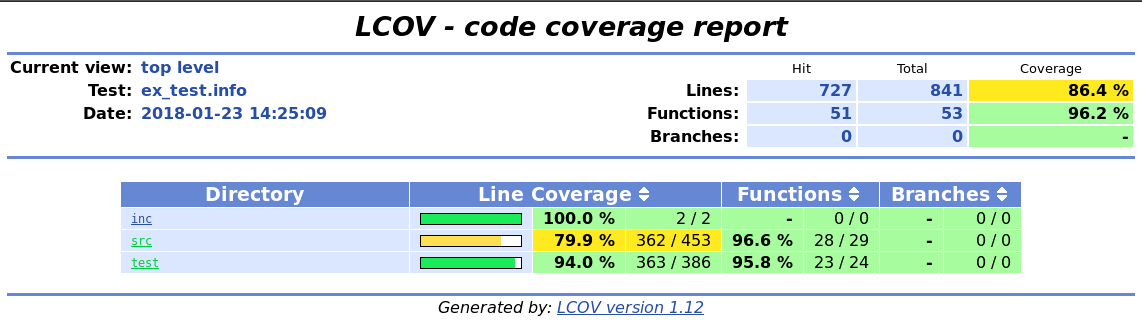 LCOV - code coverage report
Current view: top level Hit Total Coverage
Test: ex_test.info Lines: 727 841 86.4 %
Date: 2018-01-23 14:25:09 Functions: 51 53 96.2 %
Branches: 0 0 -
Directory Line Coverage Functions Branches
inc 100.0 % 2 / 2 - 0 / 0 - 0 / 0
src 79.9 % 362 / 453 96.6 % 28 / 29 - 0 / 0
test 94.0 % 363 / 386 95.8 % 23 / 24 - 0 / 0
Generated by: LCOV version 1.12